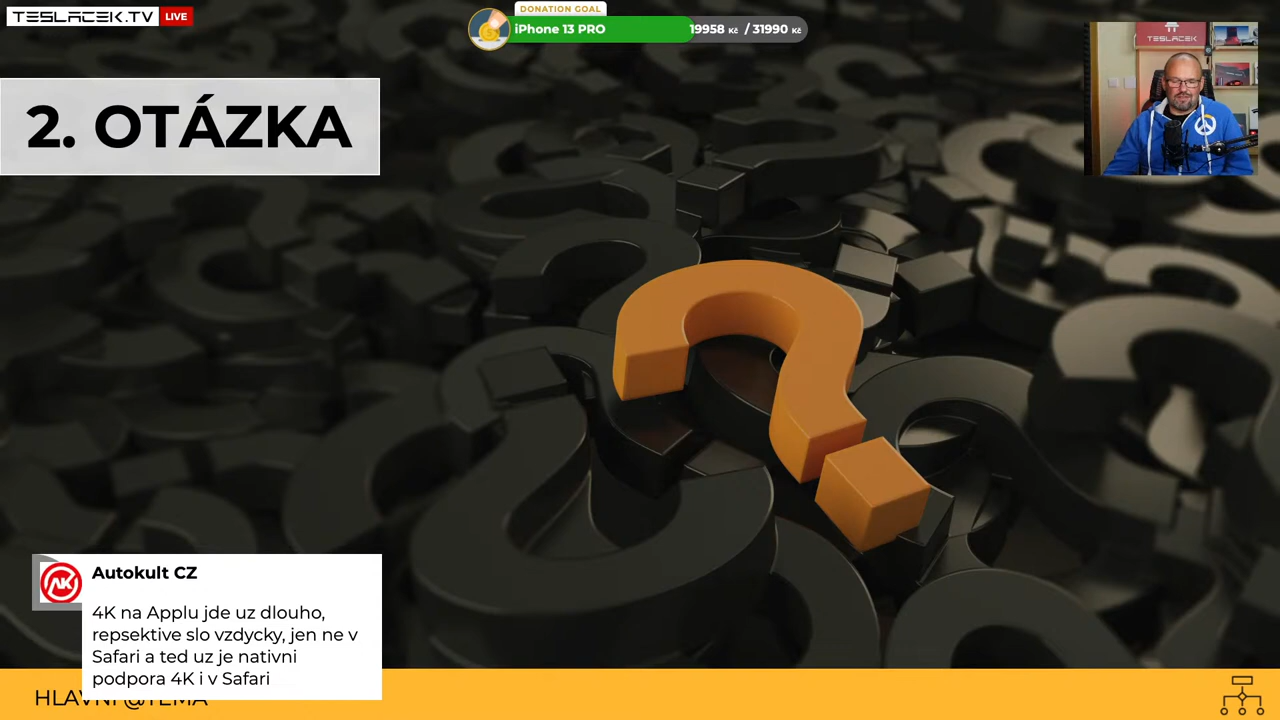 TESLACEK.TV LIVE
DONATION GOAL
iPhone 13 PRO 19958 Kč / 31990 Kč
TESLACEK
2. OTÁZKA
Autokult CZ
4K na Applu jde uz dlouho,
repsektive slo vzdycky, jen ne v
Safari a ted uz je nativni
podpora 4K i v Safari